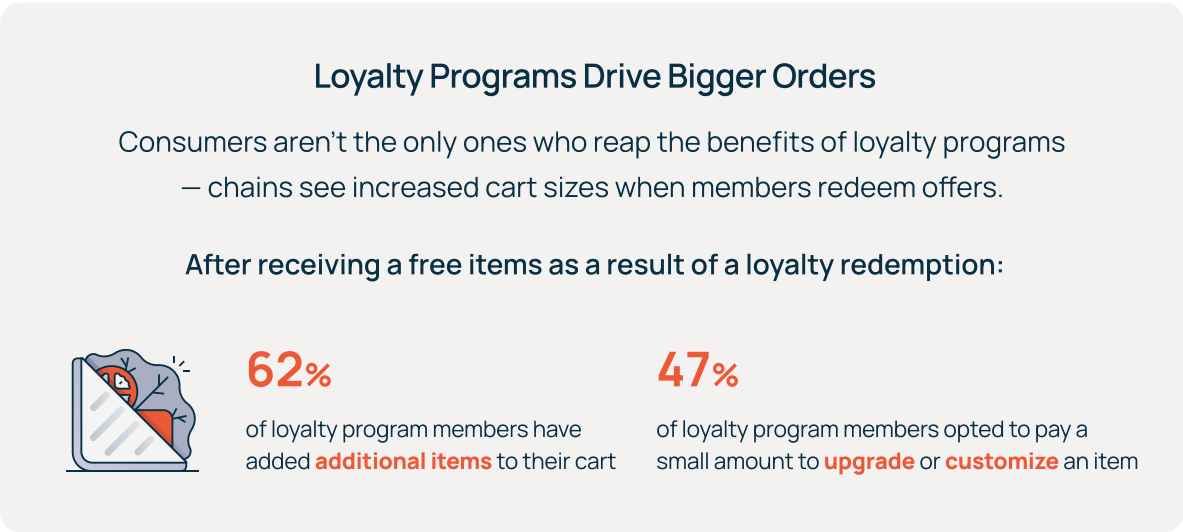 Loyalty Programs Drive Bigger Orders
Consumers aren't the only ones who reap the benefits of loyalty programs
— chains see increased cart sizes when members redeem offers.
After receiving a free items as a result of a loyalty redemption:
62%
of loyalty program members have
added additional items to their cart
47%
of loyalty program members opted to pay a
small amount to upgrade or customize an item